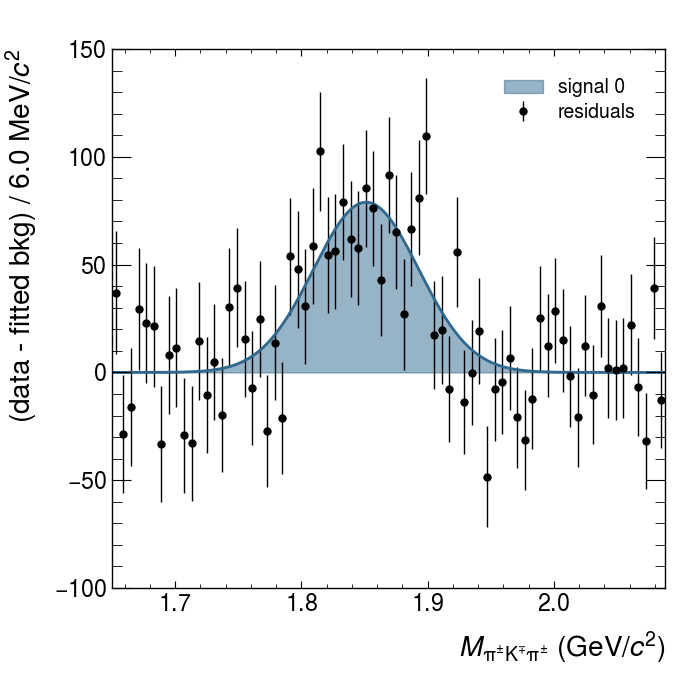 (data - fitted bkg) / 6.0 MeV/c²
150
100
50
0
−50
−100
signal 0
residuals
1.7
1.8
1.9
2.0
M_{π±K∓π±} (GeV/c²)